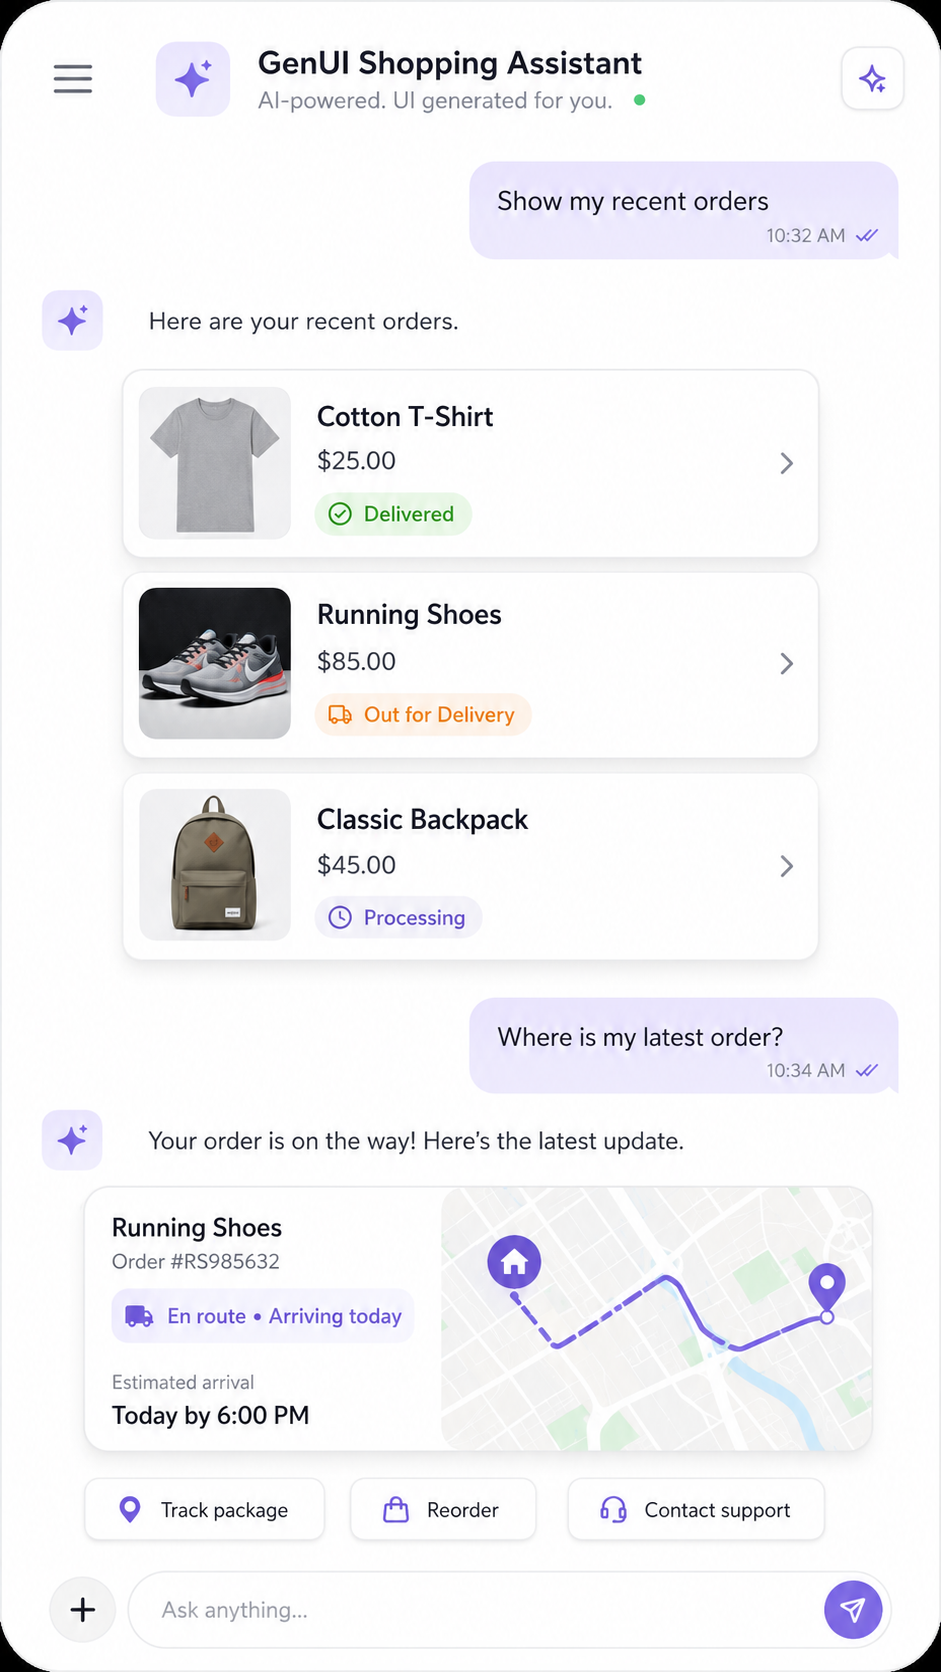 GenUI Shopping Assistant
AI-powered. UI generated for you.
Show my recent orders
10:32 AM
Here are your recent orders.
Cotton T-Shirt
$25.00
Delivered
Running Shoes
$85.00
Out for Delivery
Classic Backpack
$45.00
Processing
Where is my latest order?
10:34 AM
Your order is on the way! Here's the latest update.
Running Shoes
Order #RS985632
En route • Arriving today
Estimated arrival
Today by 6:00 PM
Track package
Reorder
Contact support
Ask anything...